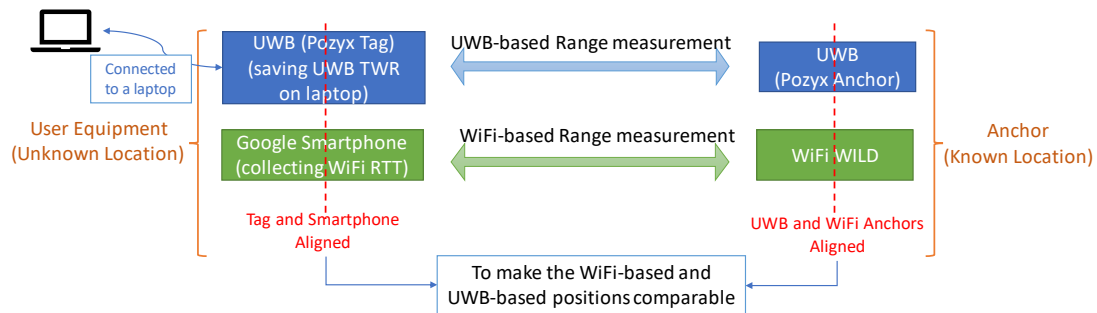 UWB (Pozyx Tag)
(saving UWB TWR
on laptop)
UWB-based Range measurement
UWB
(Pozyx Anchor)
Connected
to a laptop
User Equipment
(Unknown Location)
Google Smartphone
(collecting WiFi RTT)
WiFi-based Range measurement
WiFi WILD
Anchor
(Known Location)
Tag and Smartphone
Aligned
UWB and WiFi Anchors
Aligned
To make the WiFi-based and
UWB-based positions comparable